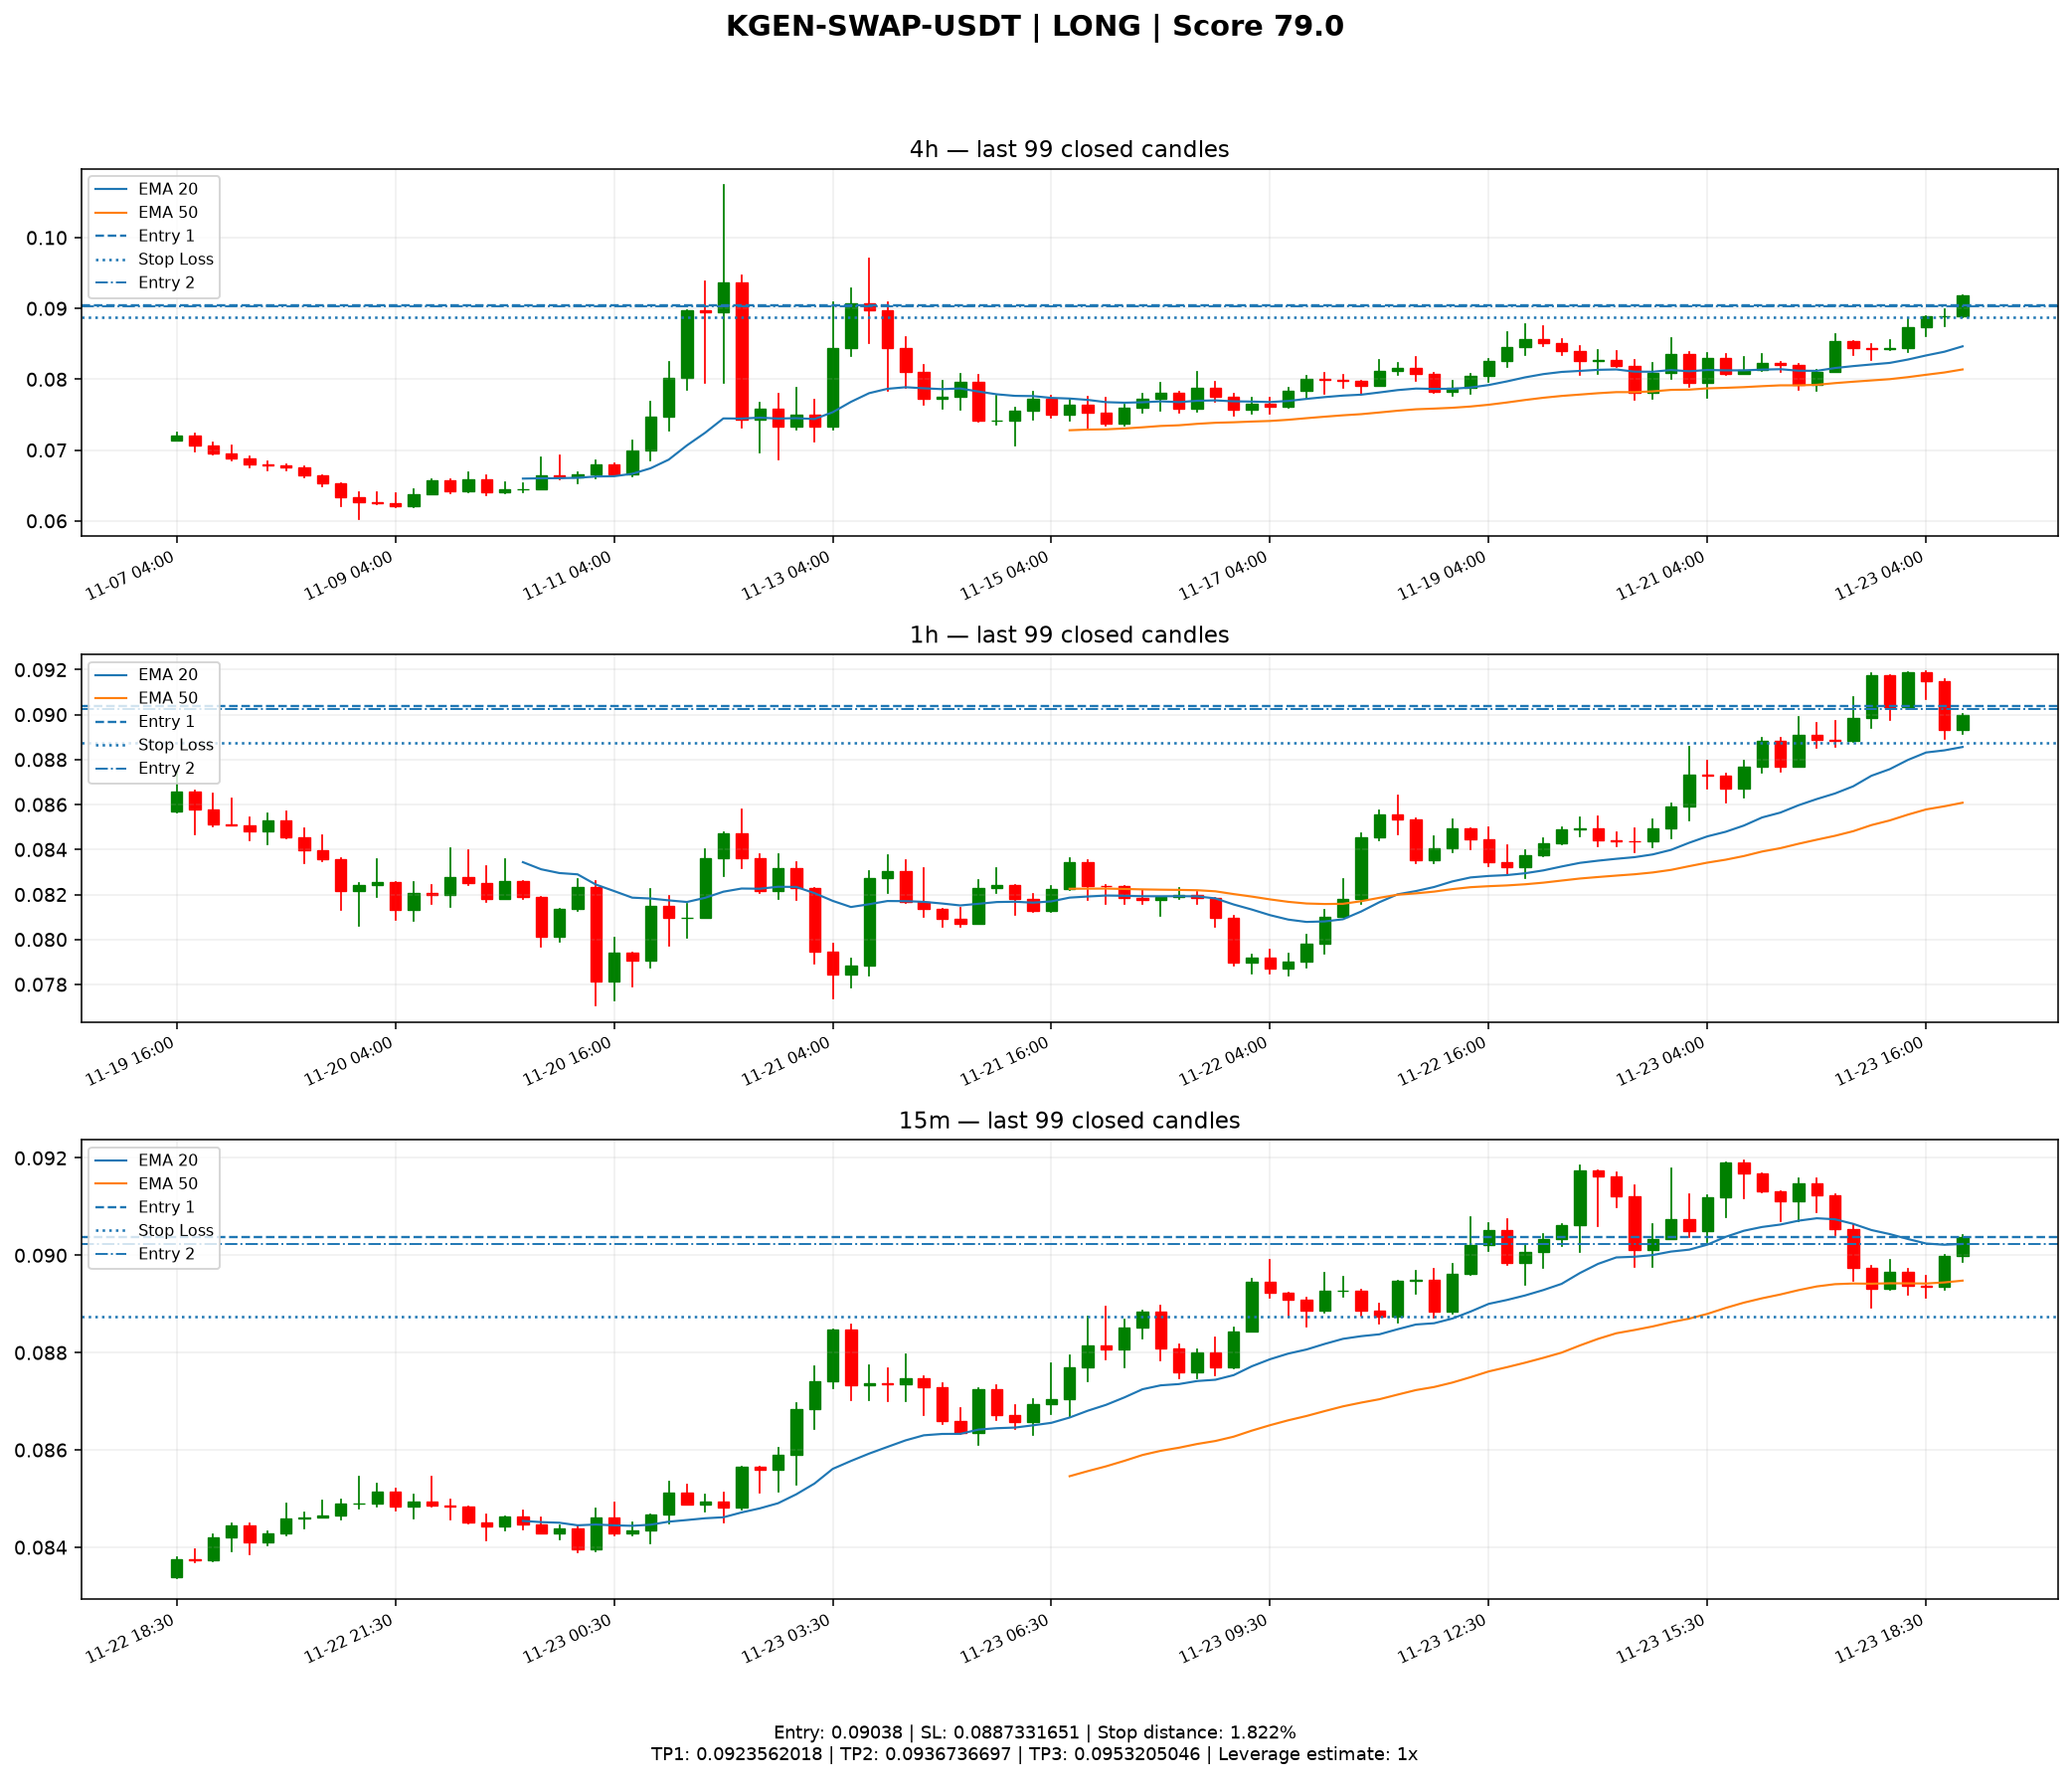 KGEN-SWAP-USDT | LONG | Score 79.0
4h — last 99 closed candles
EMA 20
EMA 50
Entry 1
Stop Loss
Entry 2
0.10
0.09
0.08
0.07
0.06
11-07 04:00
11-09 04:00
11-11 04:00
11-13 04:00
11-15 04:00
11-17 04:00
11-19 04:00
11-21 04:00
11-23 04:00
1h — last 99 closed candles
EMA 20
EMA 50
Entry 1
Stop Loss
Entry 2
0.092
0.090
0.088
0.086
0.084
0.082
0.080
0.078
11-19 16:00
11-20 04:00
11-20 16:00
11-21 04:00
11-21 16:00
11-22 04:00
11-22 16:00
11-23 04:00
11-23 16:00
15m — last 99 closed candles
EMA 20
EMA 50
Entry 1
Stop Loss
Entry 2
0.092
0.090
0.088
0.086
0.084
11-22 18:30
11-22 21:30
11-23 00:30
11-23 03:30
11-23 06:30
11-23 09:30
11-23 12:30
11-23 15:30
11-23 18:30
Entry: 0.09038 | SL: 0.0887331651 | Stop distance: 1.822%
TP1: 0.0923562018 | TP2: 0.0936736697 | TP3: 0.0953205046 | Leverage estimate: 1x